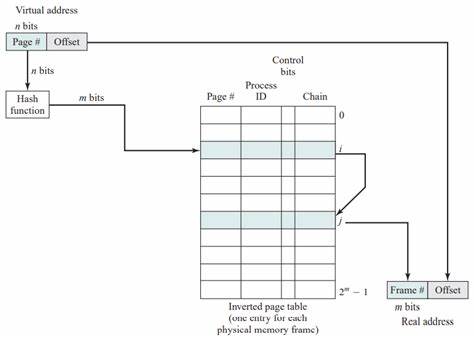 Virtual address
n bits
Page # Offset
n bits
Hash
function
m bits
Control
bits
Process
Page # ID Chain
0
i
j
2^m − 1
Inverted page table
(one entry for each
physical memory frame)
Frame # Offset
m bits
Real address